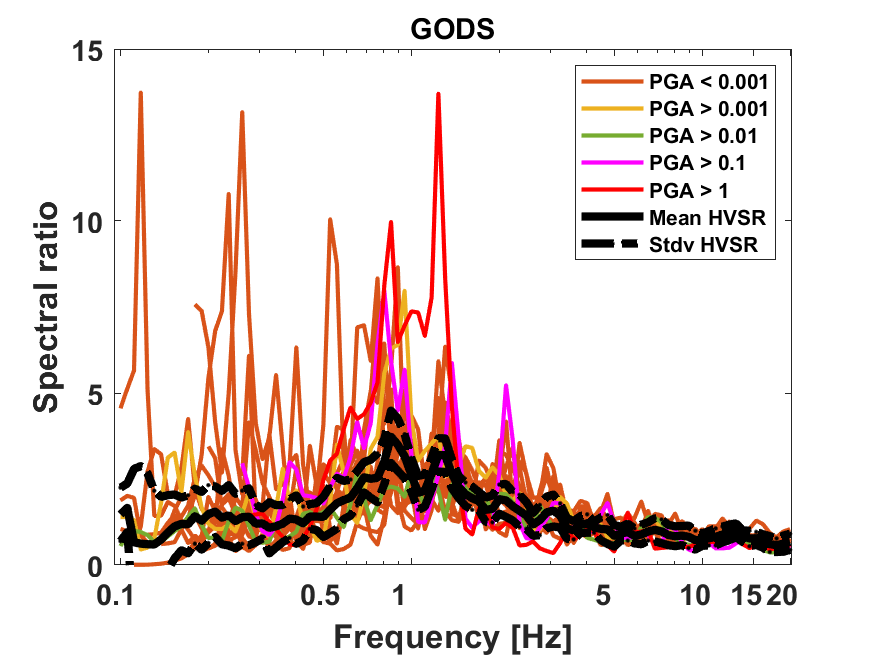 GODS
15
10
5
0
Spectral ratio
PGA < 0.001
PGA > 0.001
PGA > 0.01
PGA > 0.1
PGA > 1
Mean HVSR
Stdv HVSR
0.1 0.5 1 5 10 15 20
Frequency [Hz]